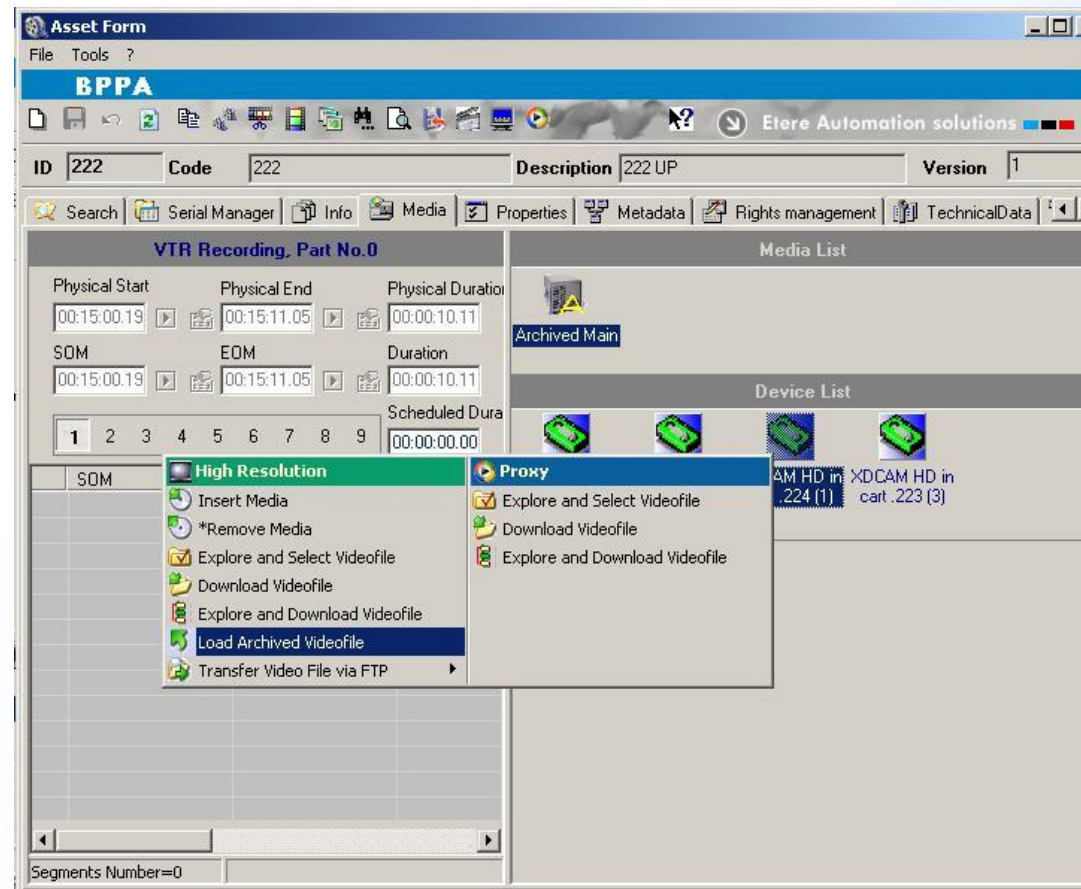 Asset Form
File Tools ?
BPPA
Etere Automation solutions
ID 222 Code 222 Description 222 UP Version 1
Search Serial Manager Info Media Properties Metadata Rights management TechnicalData
VTR Recording, Part No.0
Media List
Physical Start Physical End Physical Duration
00:15:00.19 00:15:11.05 00:00:10.11
Archived Main
SOM EOM Duration
00:15:00.19 00:15:11.05 00:00:10.11
Device List
Scheduled Dura
1 2 3 4 5 6 7 8 9 00:00:00.00
SOM
High Resolution
Insert Media
*Remove Media
Explore and Select Videofile
Download Videofile
Explore and Download Videofile
Load Archived Videofile
Transfer Video File via FTP
Proxy
Explore and Select Videofile
Download Videofile
Explore and Download Videofile
AM HD in
.224 (1)
XDCAM HD in
cart .223 (3)
Segments Number=0